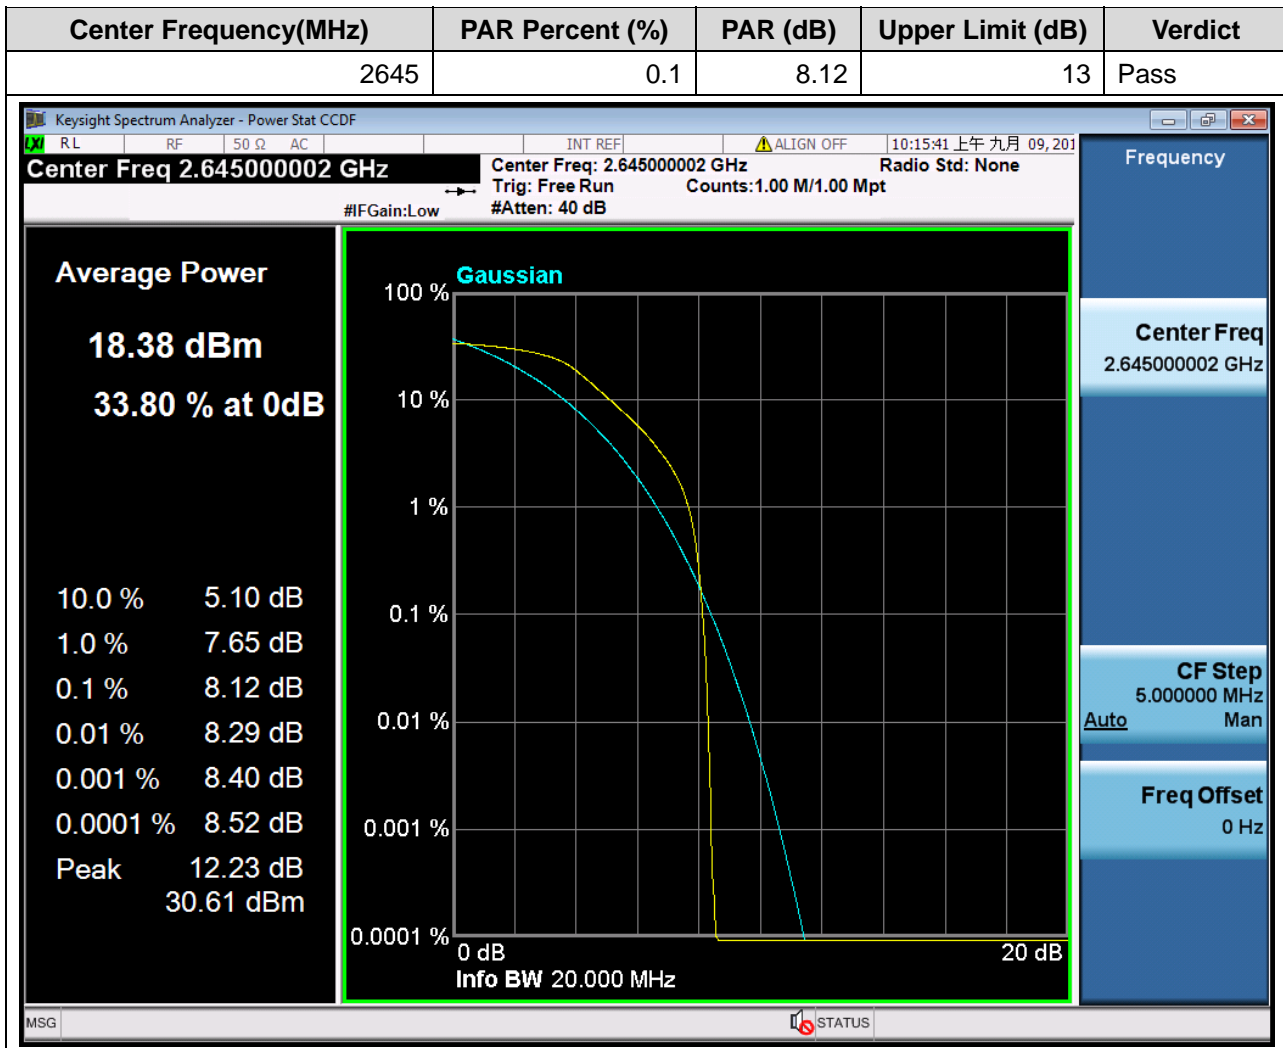 Center Frequency(MHz) PAR Percent (%) PAR (dB) Upper Limit (dB) Verdict
2645 0.1 8.12 13 Pass
Keysight Spectrum Analyzer - Power Stat CCDF
LXI RL RF 50 Ω AC INT REF ALIGN OFF 10:15:41 上午 九月 09, 201
Center Freq 2.645000002 GHz
#IFGain:Low
Center Freq: 2.645000002 GHz Radio Std: None
Trig: Free Run Counts:1.00 M/1.00 Mpt
#Atten: 40 dB
Average Power
18.38 dBm
33.80 % at 0dB
10.0 % 5.10 dB
1.0 % 7.65 dB
0.1 % 8.12 dB
0.01 % 8.29 dB
0.001 % 8.40 dB
0.0001 % 8.52 dB
Peak 12.23 dB
30.61 dBm
Gaussian
100 %
10 %
1 %
0.1 %
0.01 %
0.001 %
0.0001 %
0 dB 20 dB
Info BW 20.000 MHz
Frequency
Center Freq
2.645000002 GHz
CF Step
5.000000 MHz
Auto Man
Freq Offset
0 Hz
MSG STATUS